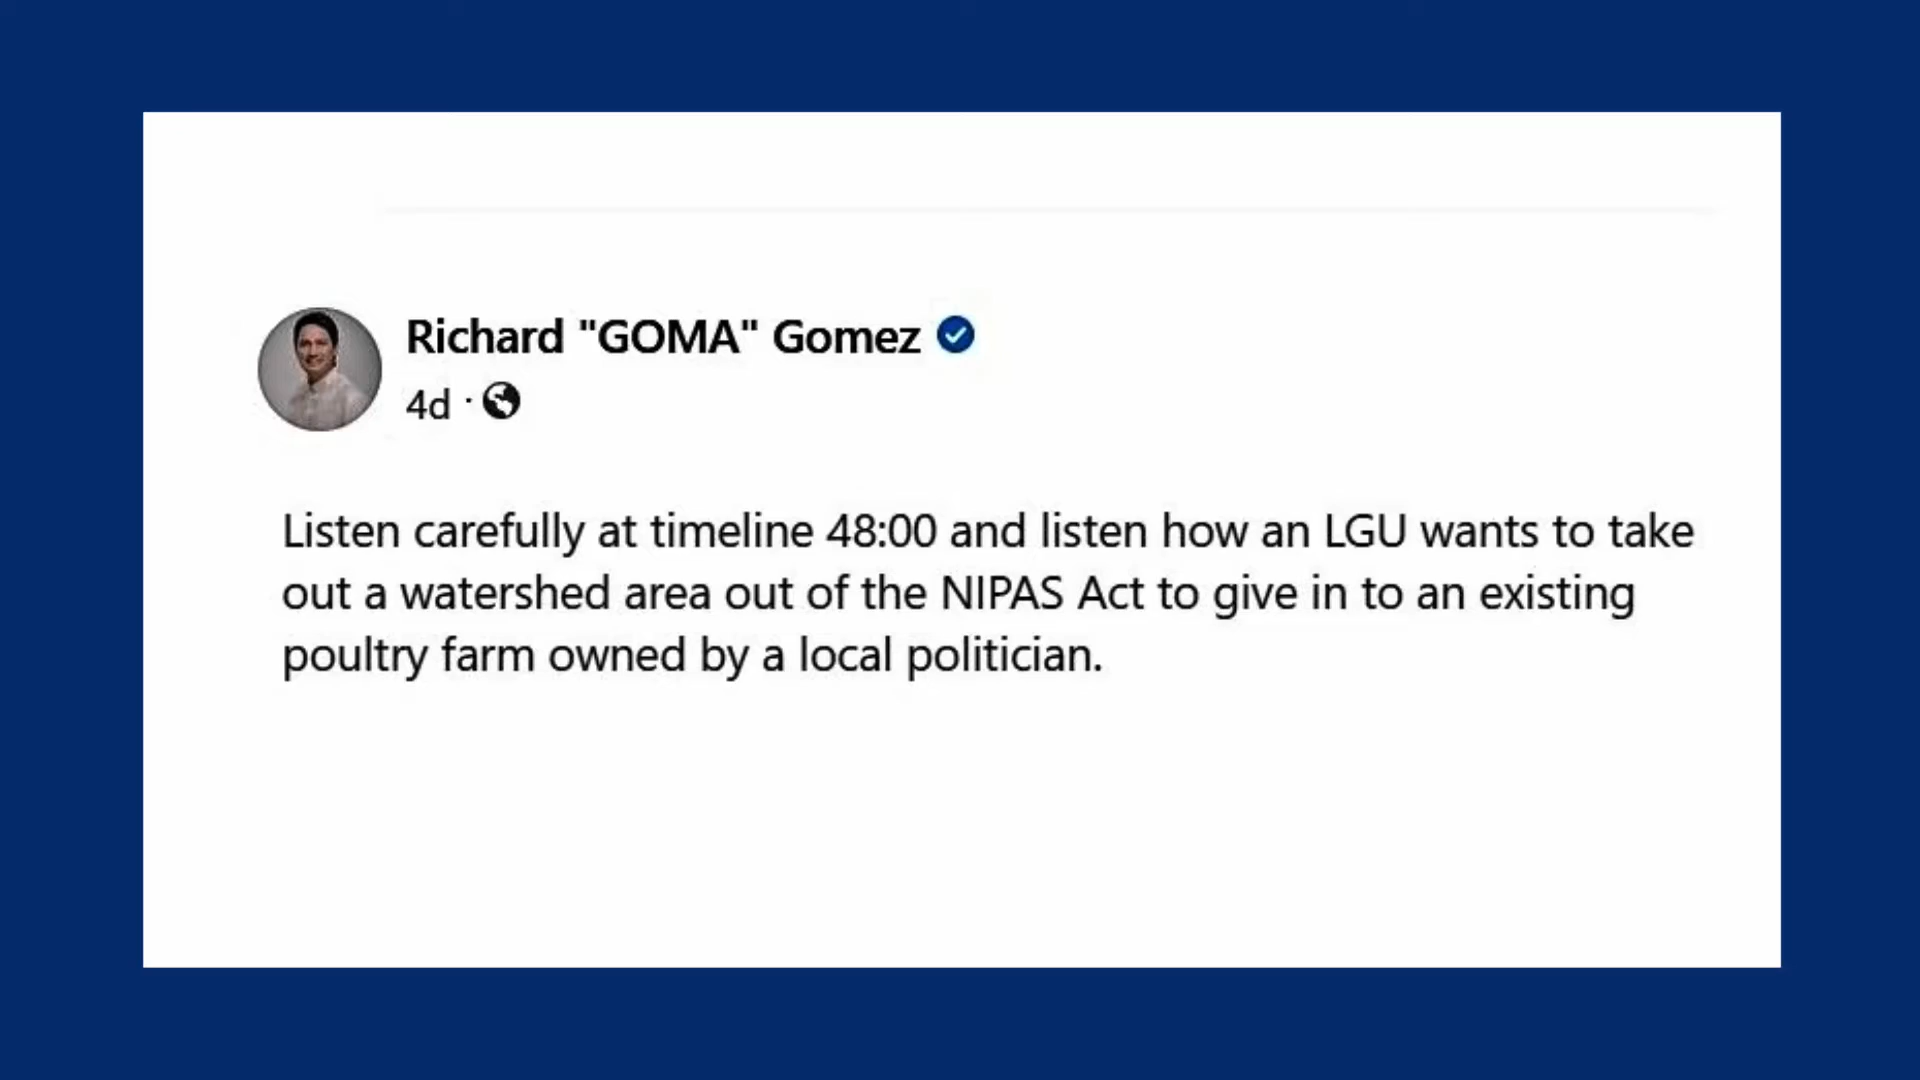 Richard "GOMA" Gomez
4d ·
Listen carefully at timeline 48:00 and listen how an LGU wants to take
out a watershed area out of the NIPAS Act to give in to an existing
poultry farm owned by a local politician.